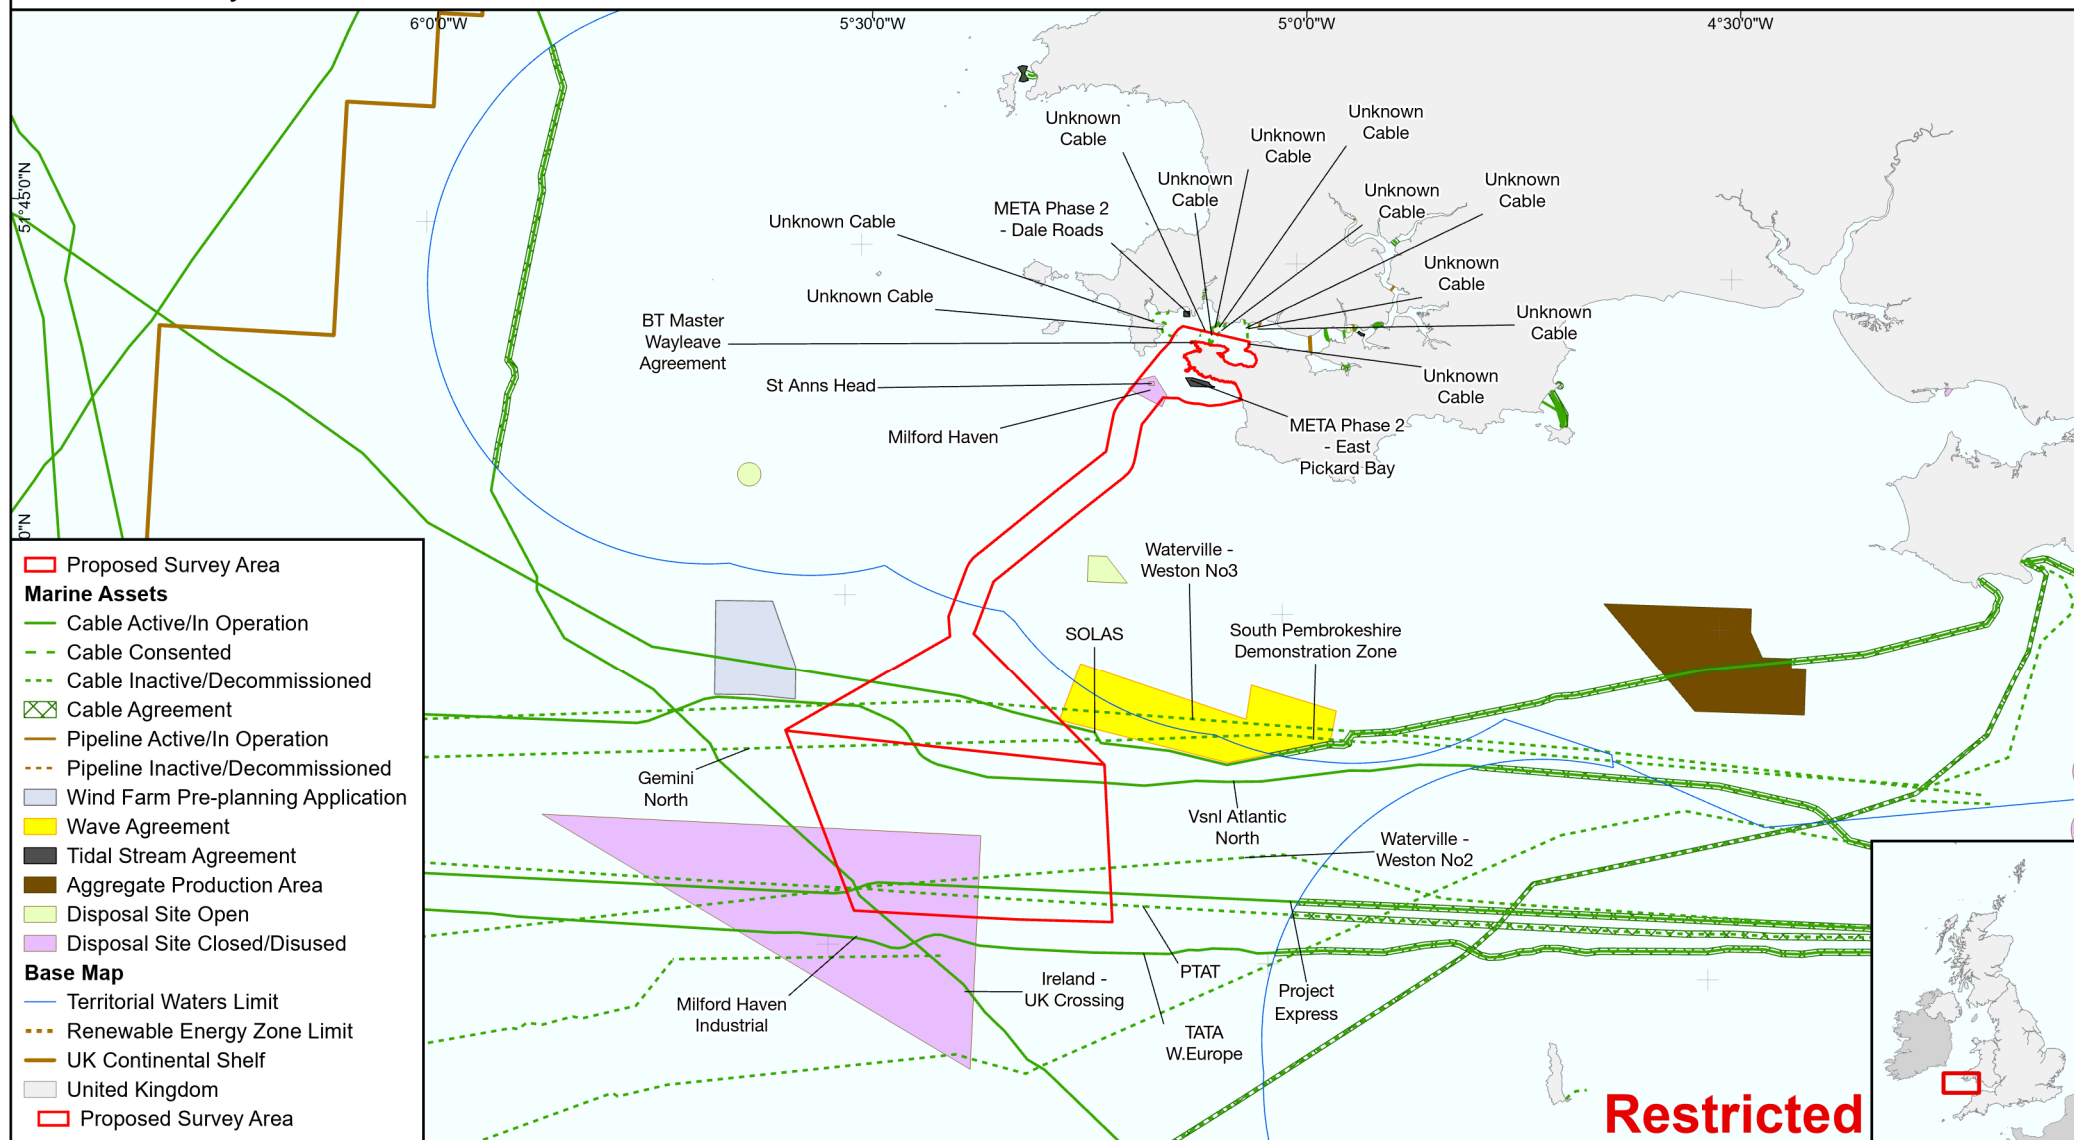 6°0'0"W
5°30'0"W
5°0'0"W
4°30'0"W
51°45'0"N
0"N
Unknown
Cable
Unknown
Cable
Unknown
Cable
Unknown
Cable
Unknown
Cable
Unknown
Cable
META Phase 2
- Dale Roads
Unknown Cable
Unknown
Cable
Unknown Cable
Unknown
Cable
BT Master
Wayleave
Agreement
St Anns Head
Unknown
Cable
Milford Haven
META Phase 2
- East
Pickard Bay
Waterville -
Weston No3
SOLAS
South Pembrokeshire
Demonstration Zone
Gemini
North
Vsnl Atlantic
North
Waterville -
Weston No2
Milford Haven
Industrial
Ireland -
UK Crossing
PTAT
TATA
W.Europe
Project
Express
Proposed Survey Area
Marine Assets
Cable Active/In Operation
Cable Consented
Cable Inactive/Decommissioned
Cable Agreement
Pipeline Active/In Operation
Pipeline Inactive/Decommissioned
Wind Farm Pre-planning Application
Wave Agreement
Tidal Stream Agreement
Aggregate Production Area
Disposal Site Open
Disposal Site Closed/Disused
Base Map
Territorial Waters Limit
Renewable Energy Zone Limit
UK Continental Shelf
United Kingdom
Proposed Survey Area
Restricted